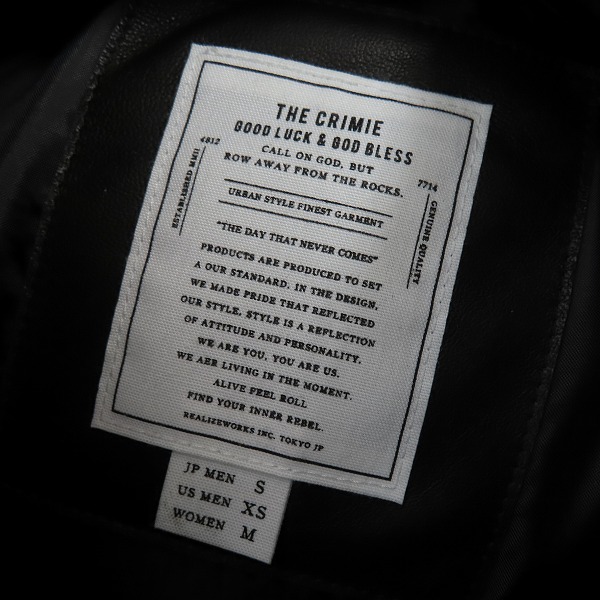 THE CRIMIE
GOOD LUCK & GOD BLESS
CALL ON GOD, BUT
ROW AWAY FROM THE ROCKS.
4812
ESTABLISHED MMII
7714
GENUINE QUALITY
URBAN STYLE FINEST GARMENT
"THE DAY THAT NEVER COMES"
PRODUCTS ARE PRODUCED TO SET
A OUR STANDARD. IN THE DESIGN,
WE MADE PRIDE THAT REFLECTED
OUR STYLE, STYLE IS A REFLECTION
OF ATTITUDE AND PERSONALITY.
WE ARE YOU, YOU ARE US.
WE AER LIVING IN THE MOMENT.
ALIVE FEEL ROLL
FIND YOUR INNER REBEL.
REALIZEWORKS INC. TOKYO JP
JP MEN S
US MEN XS
WOMEN M